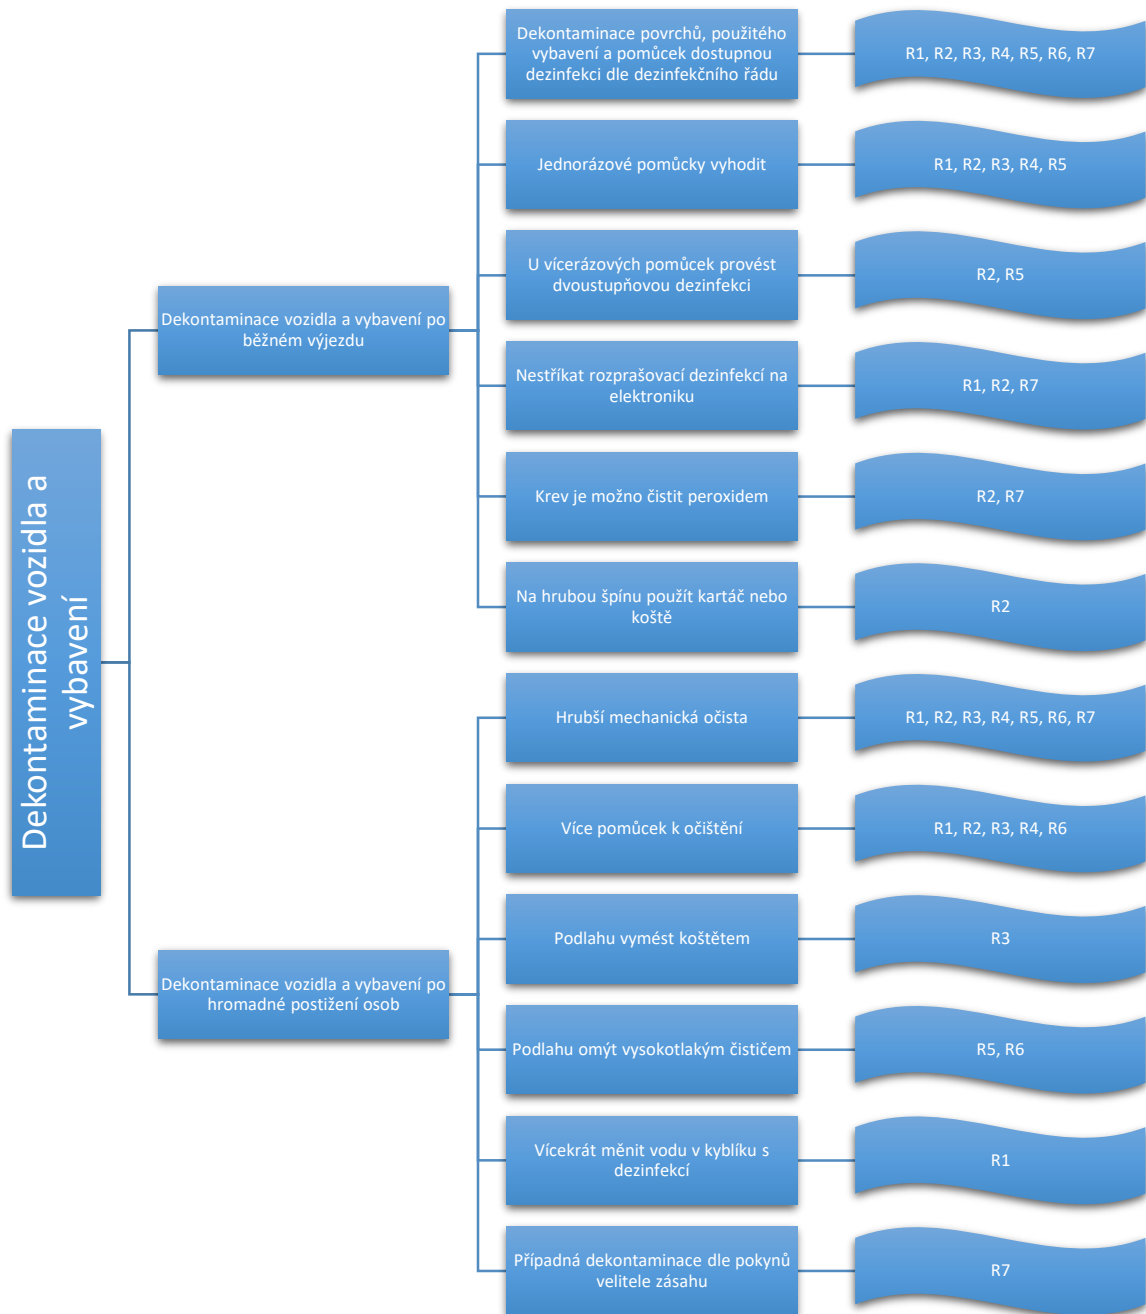 Dekontaminace vozidla a
vybavení
Dekontaminace vozidla a vybavení po
běžném výjezdu
Dekontaminace povrchů, použitého
vybavení a pomůcek dostupnou
dezinfekci dle dezinfekčního řádu
R1, R2, R3, R4, R5, R6, R7
Jednorázové pomůcky vyhodit
R1, R2, R3, R4, R5
U vícerázových pomůcek provést
dvoustupňovou dezinfekci
R2, R5
Nestříkat rozprašovací dezinfekcí na
elektroniku
R1, R2, R7
Krev je možno čistit peroxidem
R2, R7
Na hrubou špínu použít kartáč nebo
koště
R2
Dekontaminace vozidla a vybavení po
hromadné postižení osob
Hrubší mechanická očista
R1, R2, R3, R4, R5, R6, R7
Více pomůcek k očištění
R1, R2, R3, R4, R6
Podlahu vymést koštětem
R3
Podlahu omýt vysokotlakým čističem
R5, R6
Vícekrát měnit vodu v kyblíku s
dezinfekcí
R1
Případná dekontaminace dle pokynů
velitele zásahu
R7